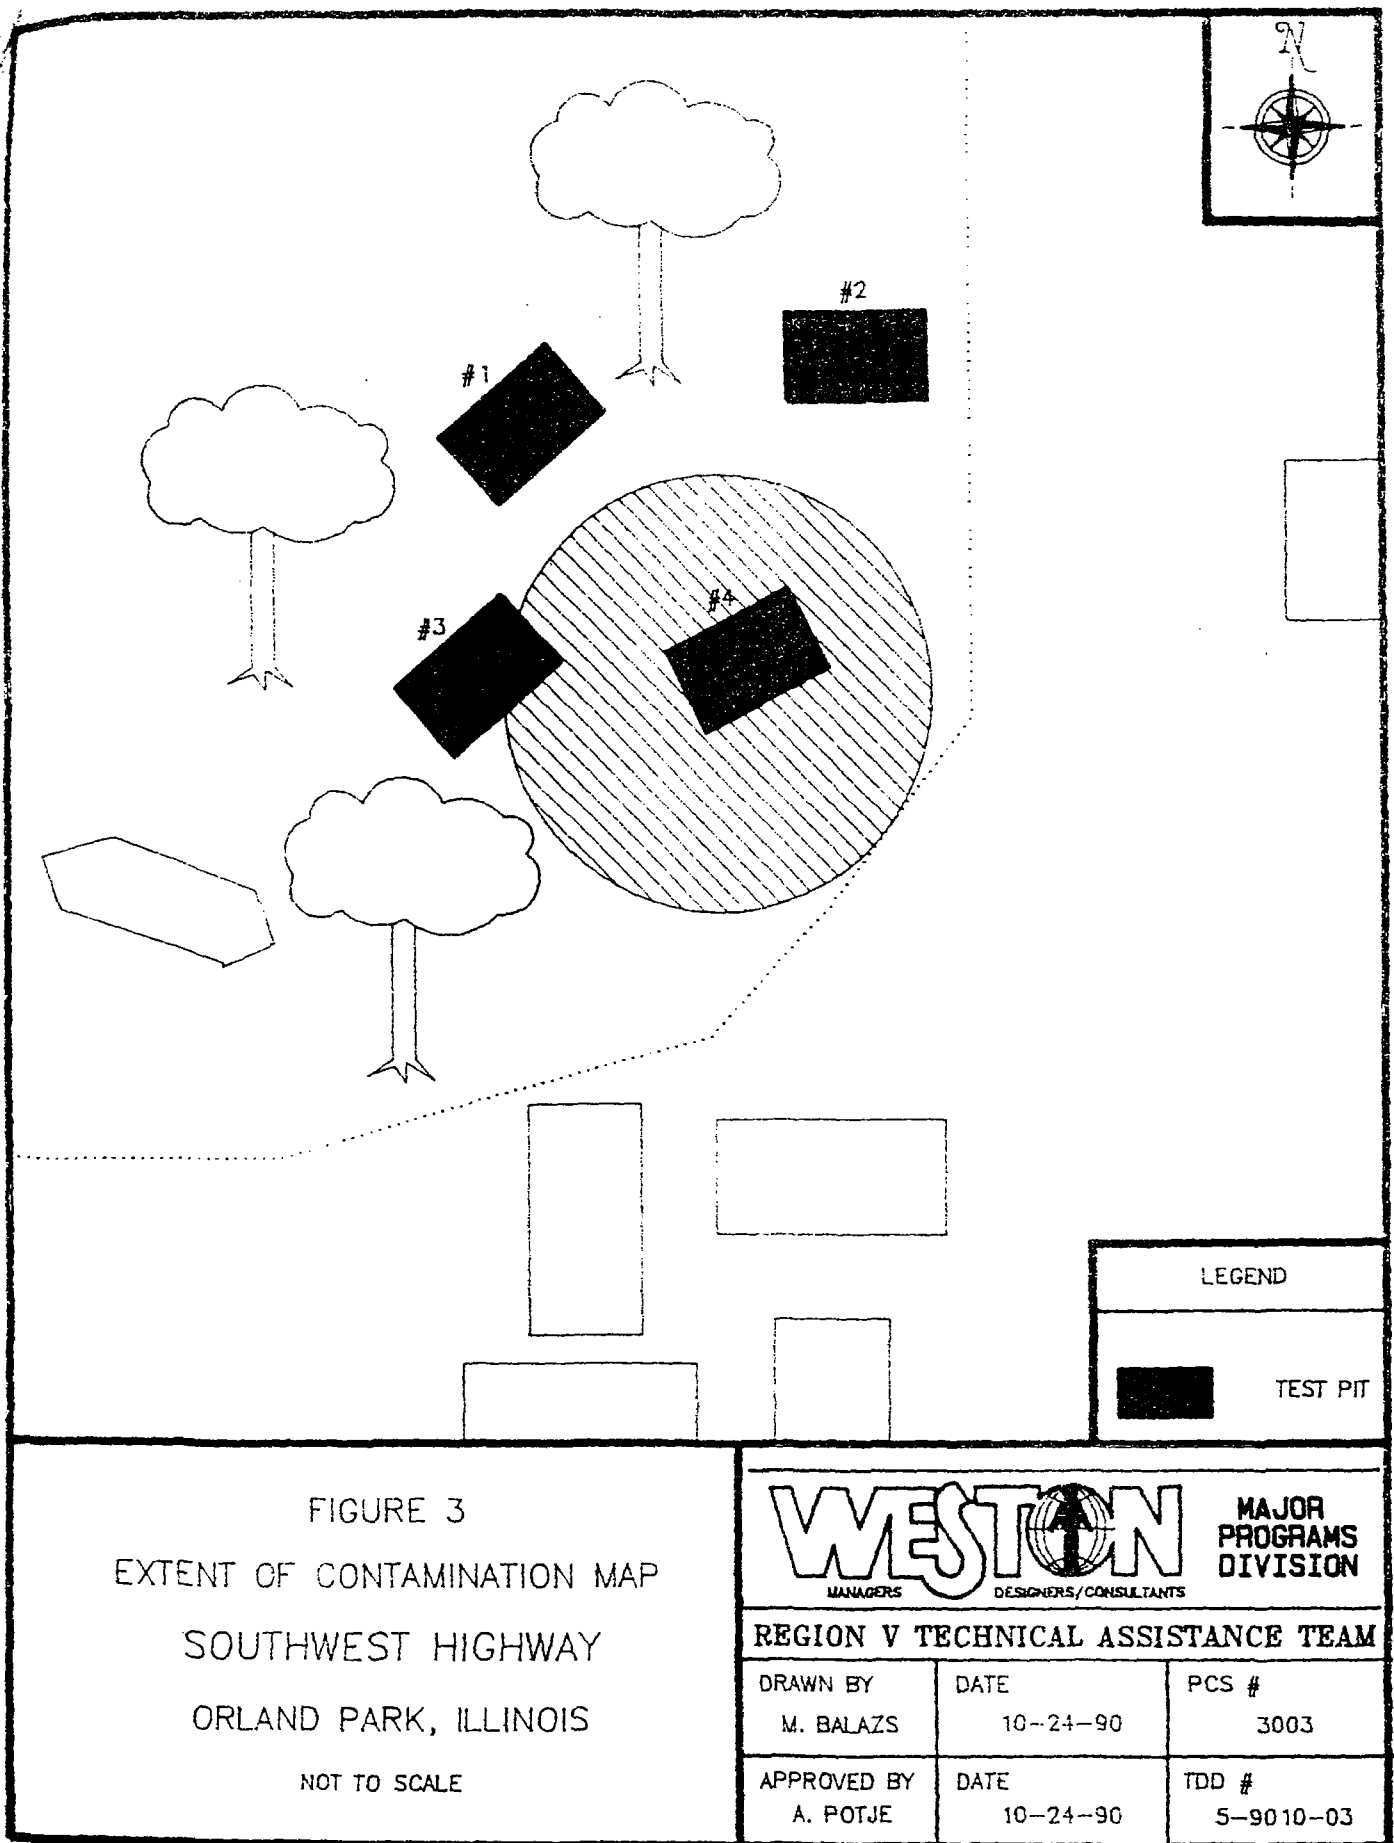 N
#2
#1
#4
#3
LEGEND
TEST PIT
FIGURE 3
EXTENT OF CONTAMINATION MAP
SOUTHWEST HIGHWAY
ORLAND PARK, ILLINOIS
NOT TO SCALE
WESTON
MANAGERS DESIGNERS/CONSULTANTS
MAJOR
PROGRAMS
DIVISION
REGION V TECHNICAL ASSISTANCE TEAM
DRAWN BY
M. BALAZS
DATE
10-24-90
PCS #
3003
APPROVED BY
A. POTJE
DATE
10-24-90
TDD #
5-9010-03